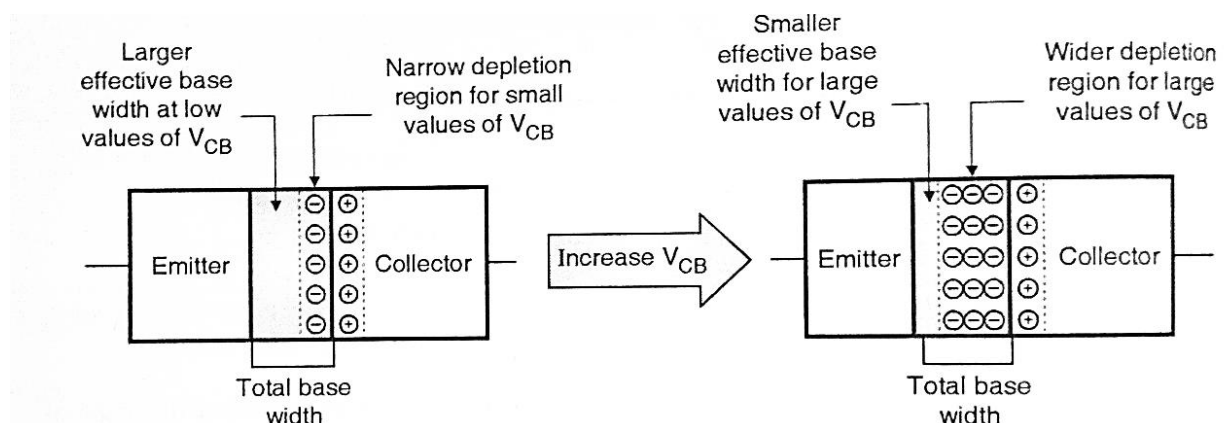 Larger
effective base
width at low
values of V_CB
Narrow depletion
region for small
values of V_CB
Emitter
⊖ ⊕
⊖ ⊕
⊖ ⊕
⊖ ⊕
⊖ ⊕
Collector
Total base
width
Increase V_CB
Smaller
effective base
width for large
values of V_CB
Wider depletion
region for large
values of V_CB
Emitter
⊖⊖⊖ ⊕
⊖⊖⊖ ⊕
⊖⊖⊖ ⊕
⊖⊖⊖ ⊕
⊖⊖⊖ ⊕
Collector
Total base
width